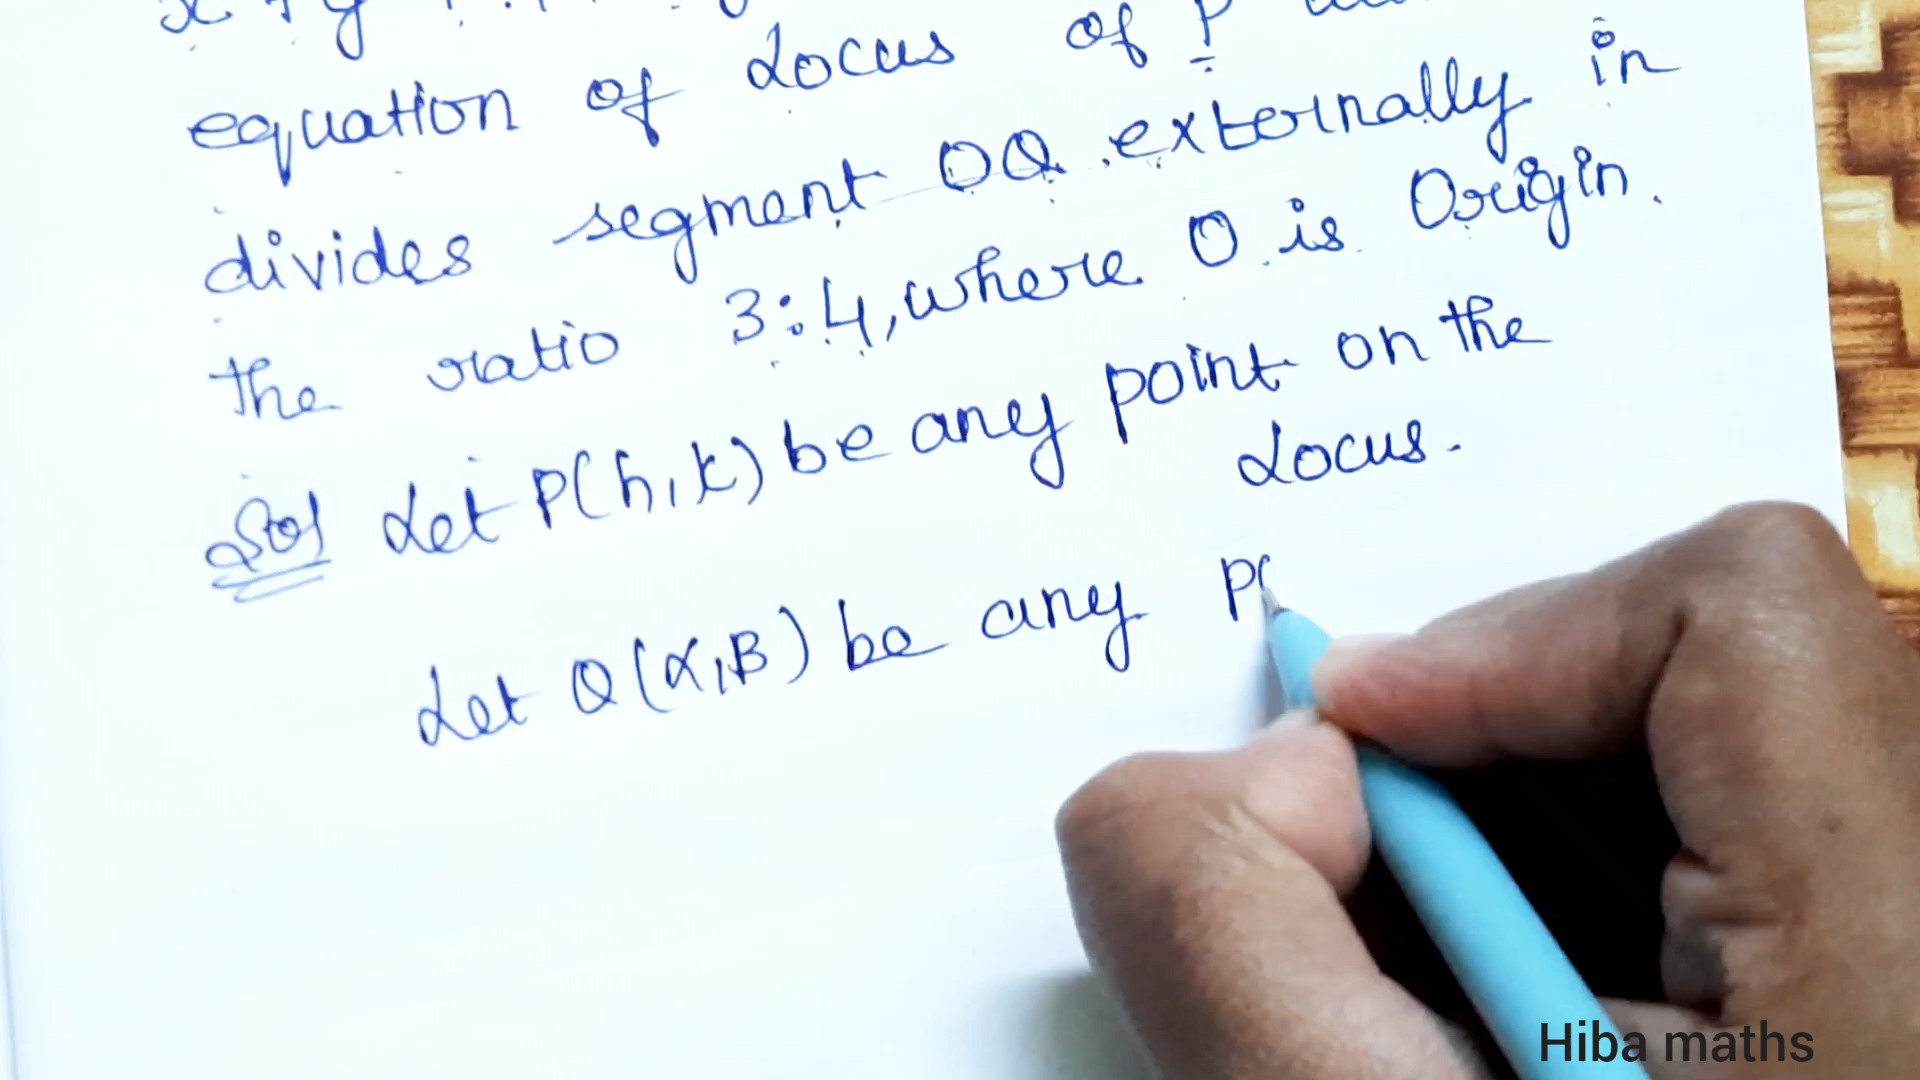 equation of Locus of P
divides segment OQ externally in
the ratio 3:4, where O is Origin.
Sol Let P(h,k) be any point on the
Locus.
Let Q(α,β) be any
Hiba maths